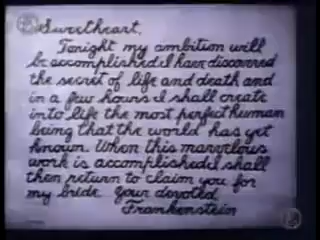 Sweetheart,
Tonight my ambition will
be accomplished. I have discovered
the secret of life and death and
in a few hours I shall create
into life the most perfect human
being that the world has yet
known. When this marvelous
work is accomplished I shall
then return to claim you for
my bride. Your devoted,
Frankenstein